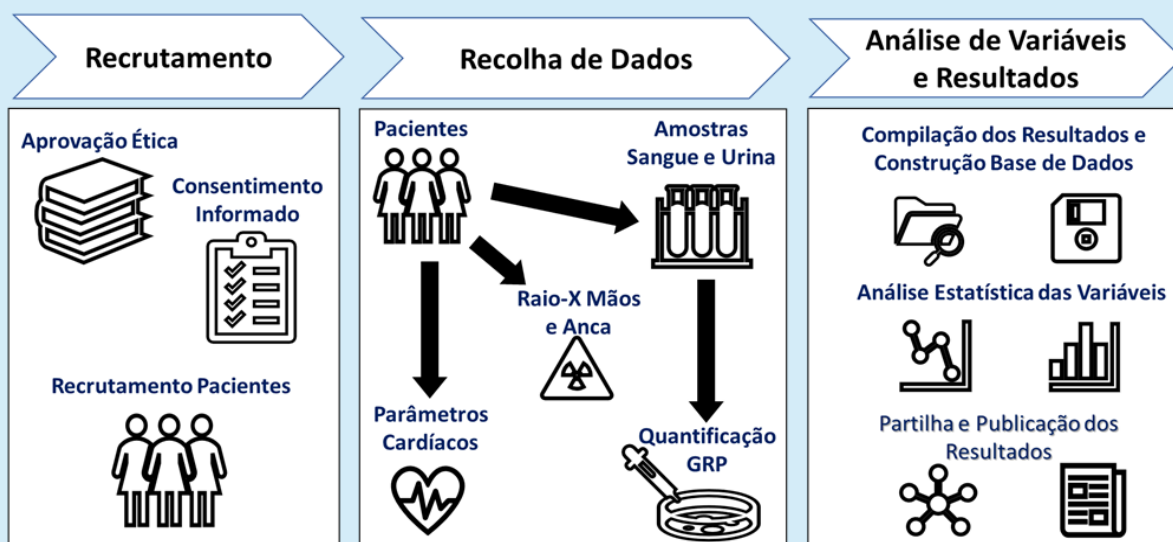 Recrutamento
Aprovação Ética
Consentimento
Informado
Recrutamento Pacientes
Recolha de Dados
Pacientes
Amostras
Sangue e Urina
Raio-X Mãos
e Anca
Parâmetros
Cardíacos
Quantificação
GRP
Análise de Variáveis
e Resultados
Compilação dos Resultados e
Construção Base de Dados
Análise Estatística das Variáveis
Partilha e Publicação dos
Resultados